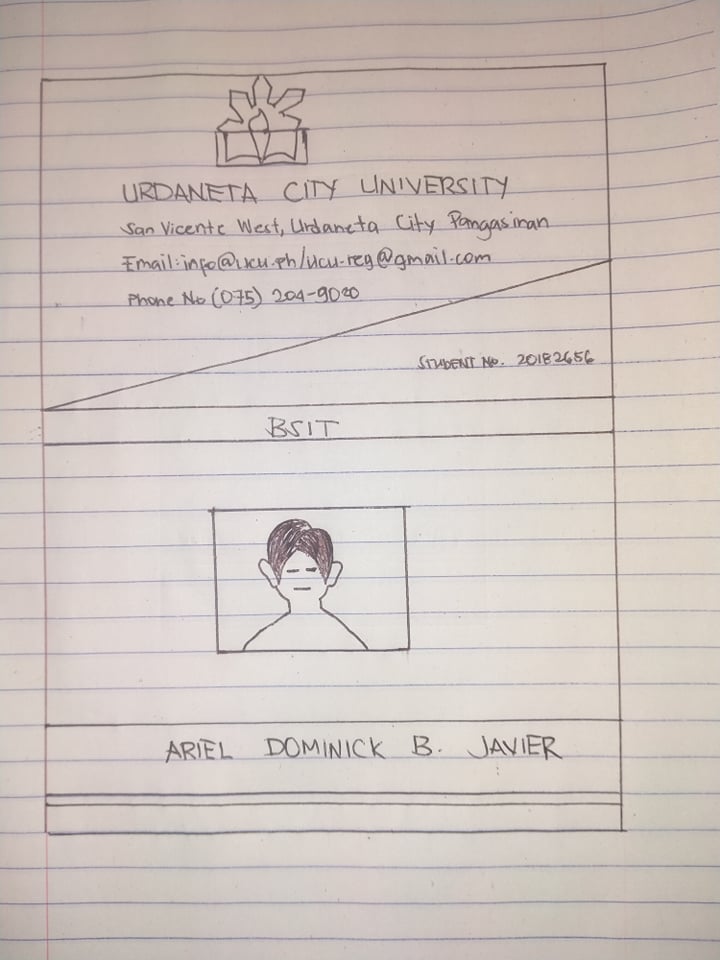 URDANETA CITY UNIVERSITY
San Vicente West, Urdaneta City Pangasinan
Email:info@ucu.ph/ucu-reg@gmail.com
Phone No (075) 204-9020
STUDENT No. 20182656
BSIT
ARIEL DOMINICK B. JAVIER